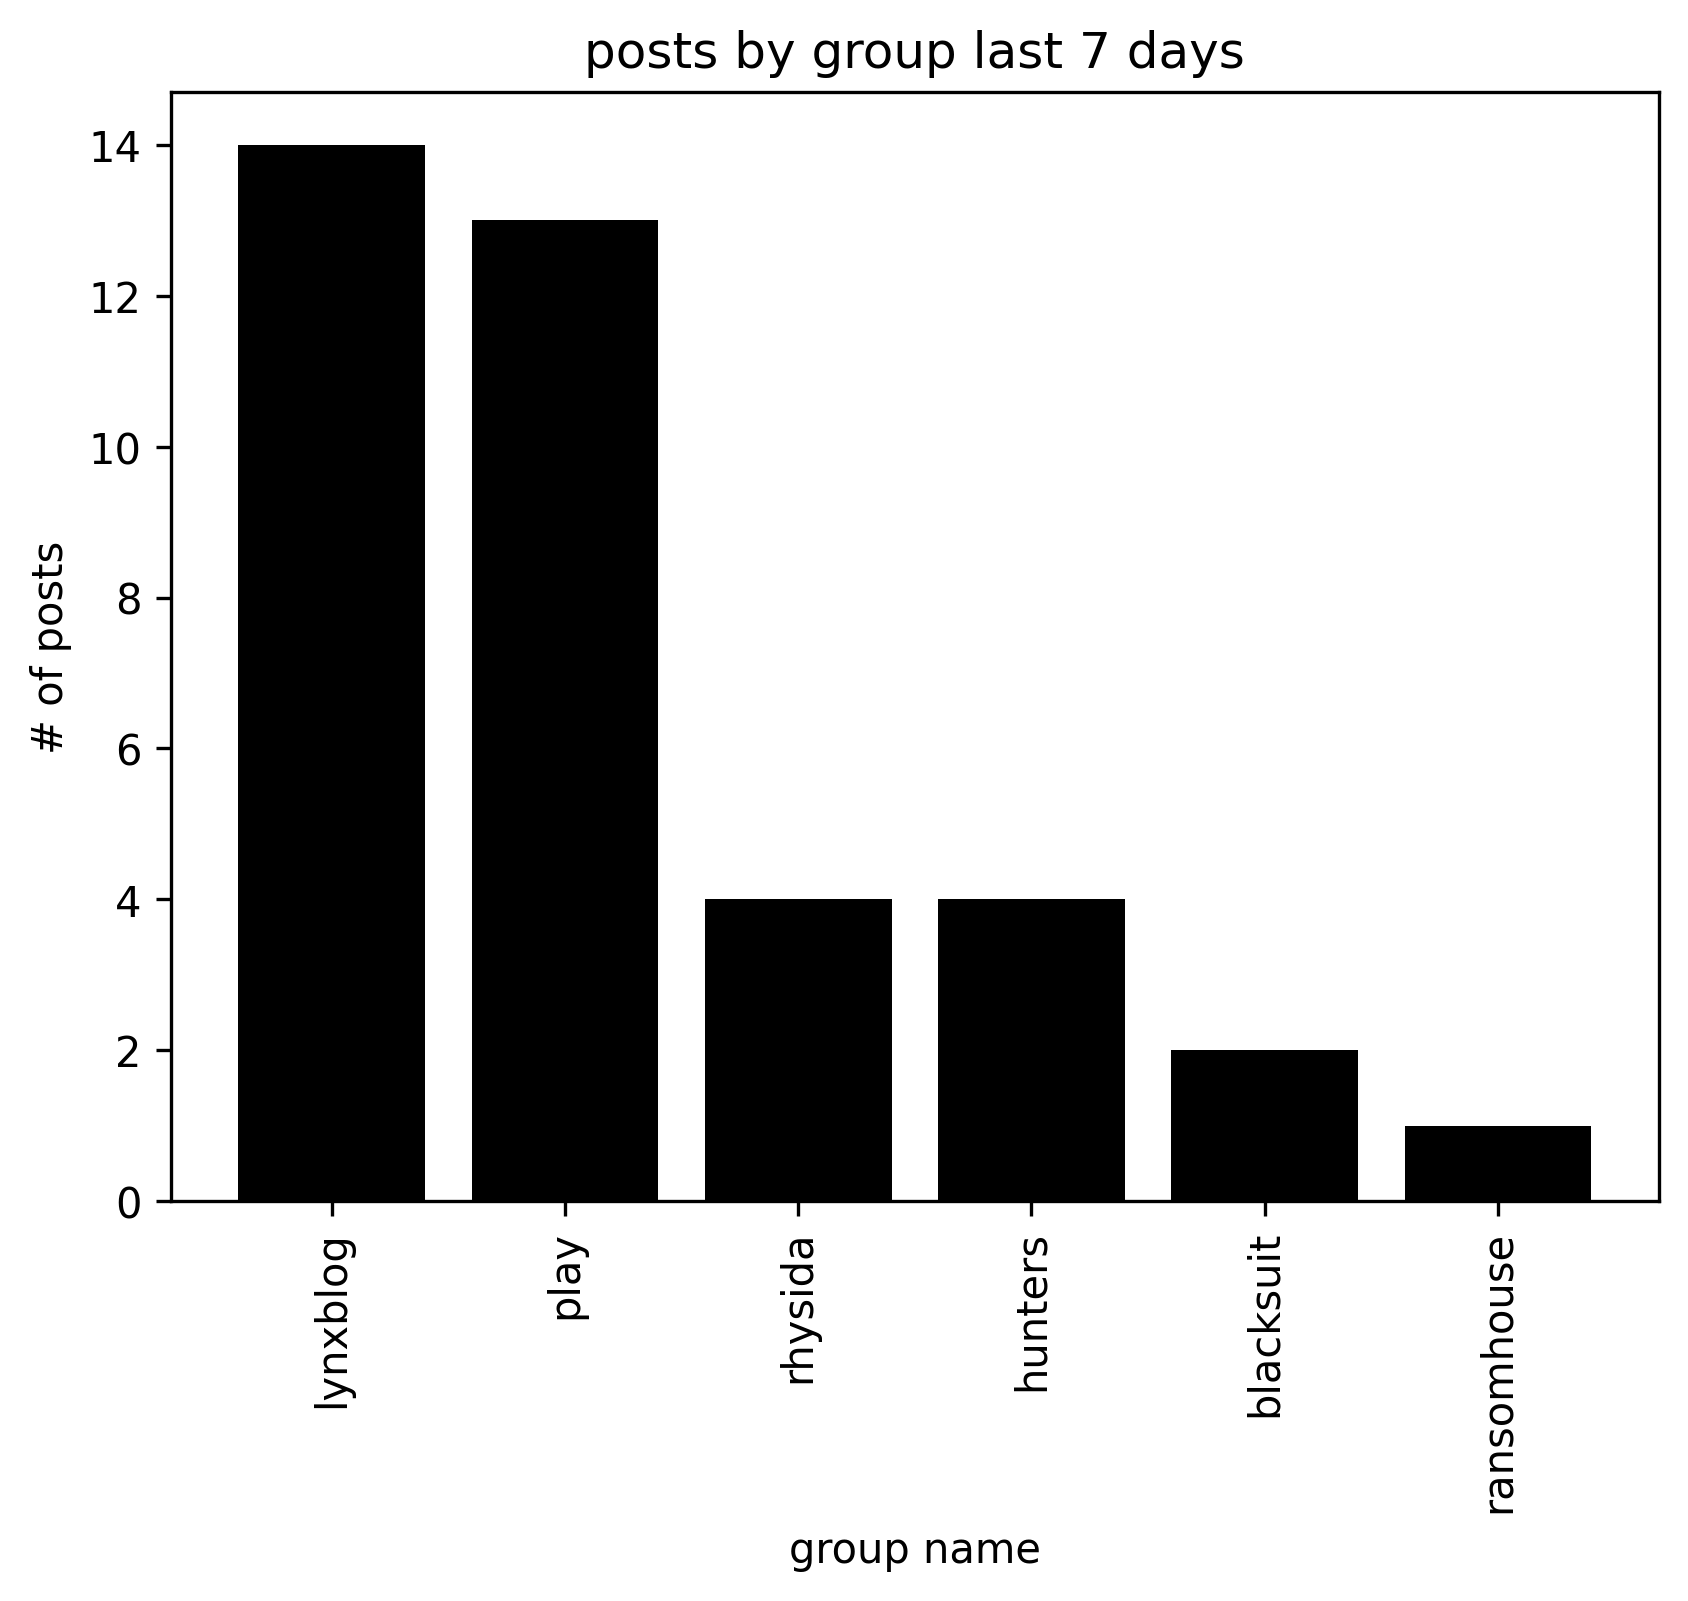 posts by group last 7 days
# of posts
14
12
10
8
6
4
2
0
lynxblog
play
rhysida
hunters
blacksuit
ransomhouse
group name